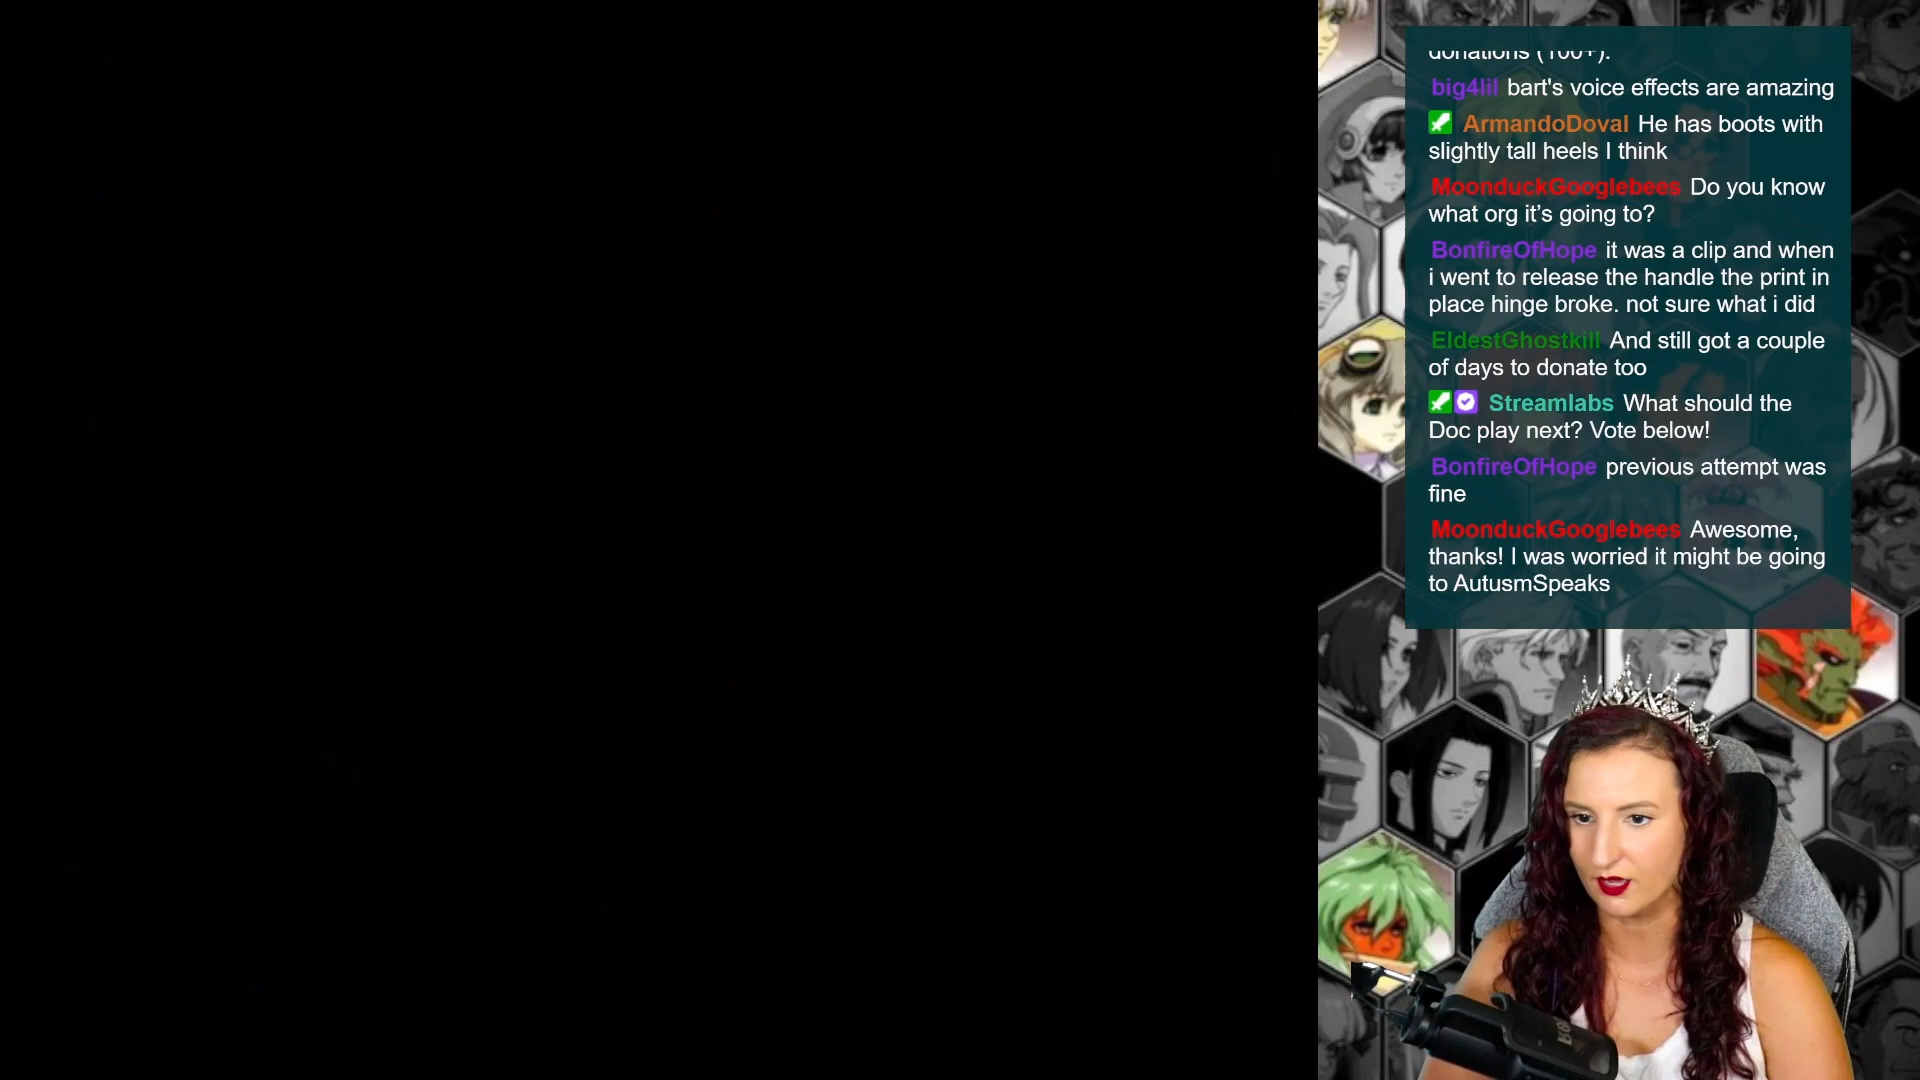 donations (100+).
big4lil bart's voice effects are amazing
ArmandoDoval He has boots with
slightly tall heels I think
MoonduckGooglebees Do you know
what org it's going to?
BonfireOfHope it was a clip and when
i went to release the handle the print in
place hinge broke. not sure what i did
EldestGhostkill And still got a couple
of days to donate too
Streamlabs What should the
Doc play next? Vote below!
BonfireOfHope previous attempt was
fine
MoonduckGooglebees Awesome,
thanks! I was worried it might be going
to AutusmSpeaks